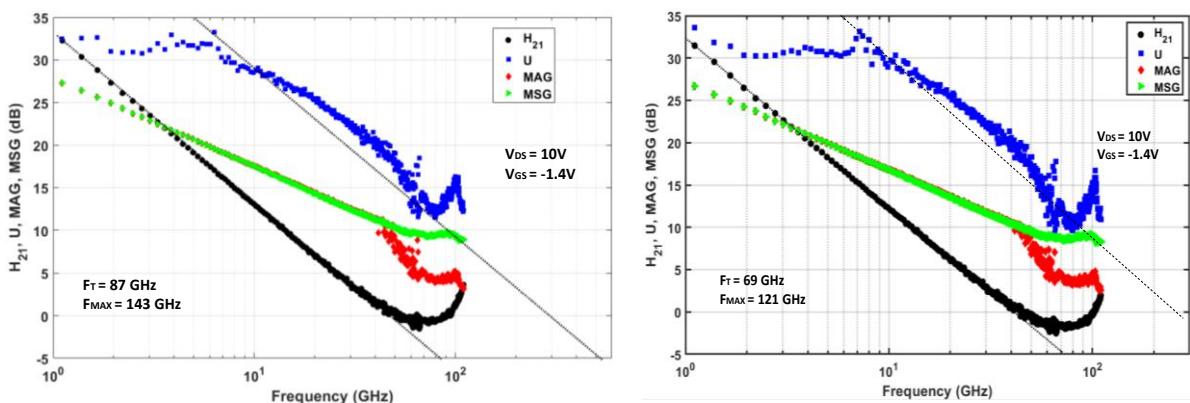 35
30
25
20
15
10
5
0
-5
H21, U, MAG, MSG (dB)
H21
U
MAG
MSG
VDS = 10V
VGS = -1.4V
FT = 87 GHz
FMAX = 143 GHz
10^0
10^1
10^2
Frequency (GHz)
35
30
25
20
15
10
5
0
-5
H21, U, MAG, MSG (dB)
H21
U
MAG
MSG
VDS = 10V
VGS = -1.4V
FT = 69 GHz
FMAX = 121 GHz
10^0
10^1
10^2
Frequency (GHz)